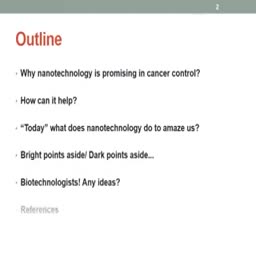 2
Outline
· Why nanotechnology is promising in cancer control?
· How can it help?
· “Today” what does nanotechnology do to amaze us?
· Bright points aside/ Dark points aside...
· Biotechnologists! Any ideas?
· References